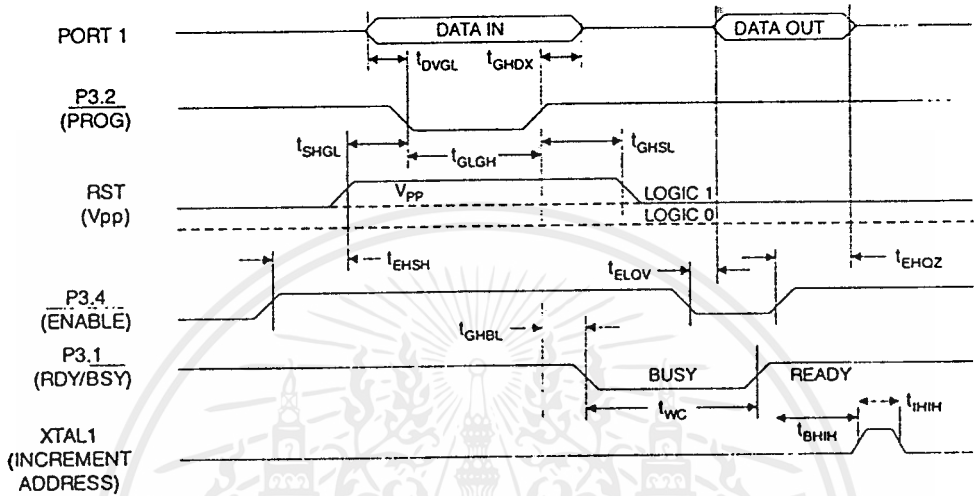 PORT 1
DATA IN
DATA OUT
tDVGL
tGHDX
P3.2
(PROG)
tSHGL
tGLGH
tGHSL
RST
(Vpp)
VPP
LOGIC 1
LOGIC 0
tEHSH
tELOV
tEHQZ
P3.4
(ENABLE)
tGHBL
P3.1
(RDY/BSY)
BUSY
READY
tWC
tBHIH
tIHIH
XTAL1
(INCREMENT
ADDRESS)